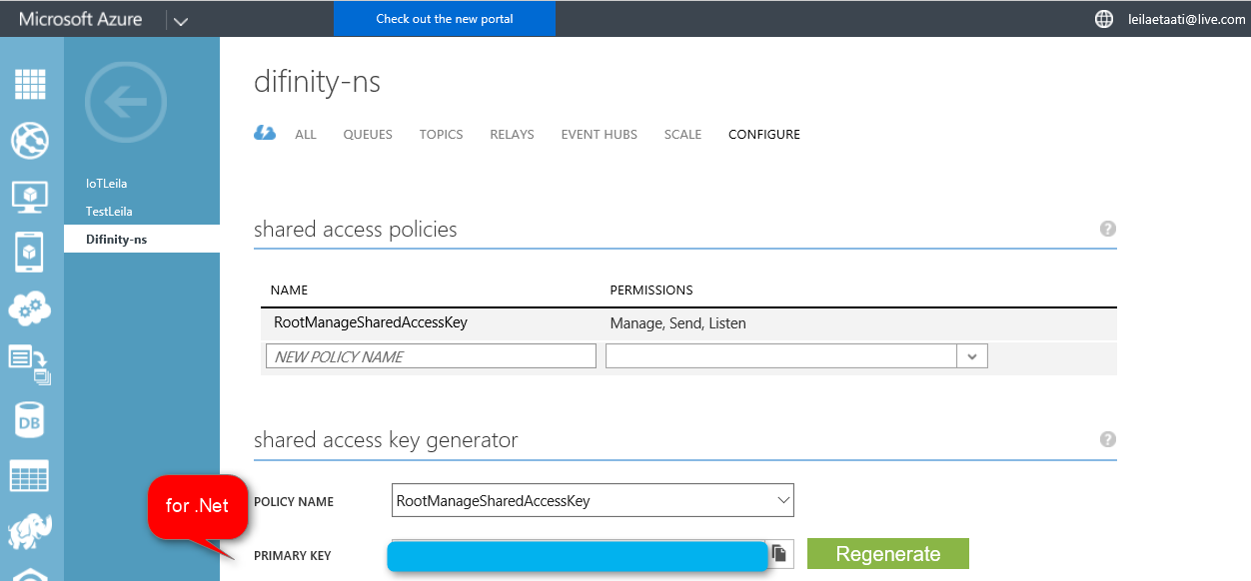 Microsoft Azure
Check out the new portal
leilaetaati@live.com
difinity-ns
ALL QUEUES TOPICS RELAYS EVENT HUBS SCALE CONFIGURE
IoTLeila
TestLeila
Difinity-ns
shared access policies
?
NAME PERMISSIONS
RootManageSharedAccessKey Manage, Send, Listen
NEW POLICY NAME
DB
shared access key generator
?
for .Net
POLICY NAME RootManageSharedAccessKey
PRIMARY KEY Regenerate